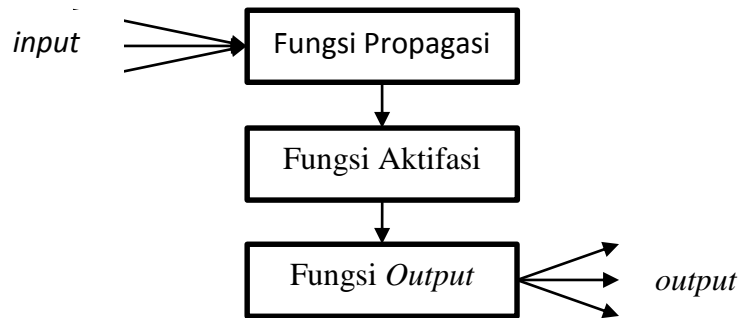 input
Fungsi Propagasi
Fungsi Aktifasi
Fungsi Output
output